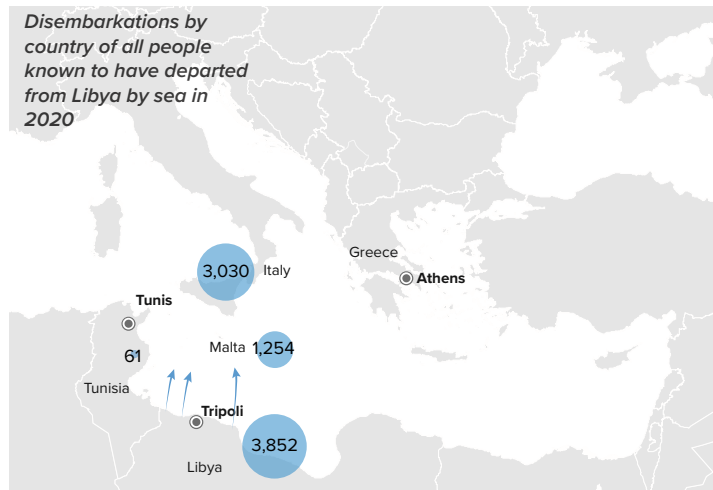 Disembarkations by
country of all people
known to have departed
from Libya by sea in
2020
Greece
Athens
3,030 Italy
Tunis
61
Malta 1,254
Tunisia
Tripoli
3,852
Libya